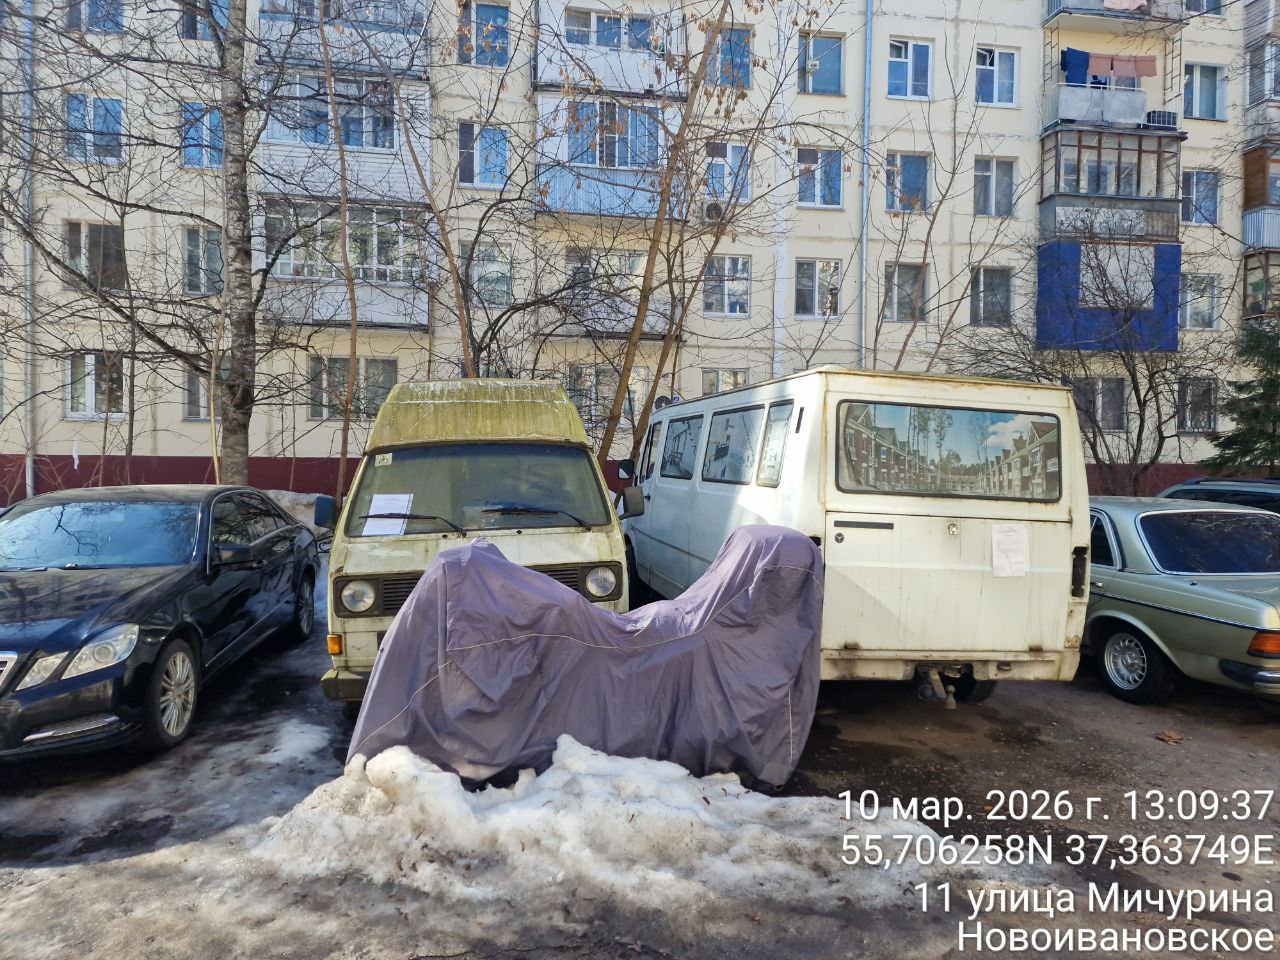 10 мар. 2026 г. 13:09:37
55,706258N 37,363749E
11 улица Мичурина
Новоивановское